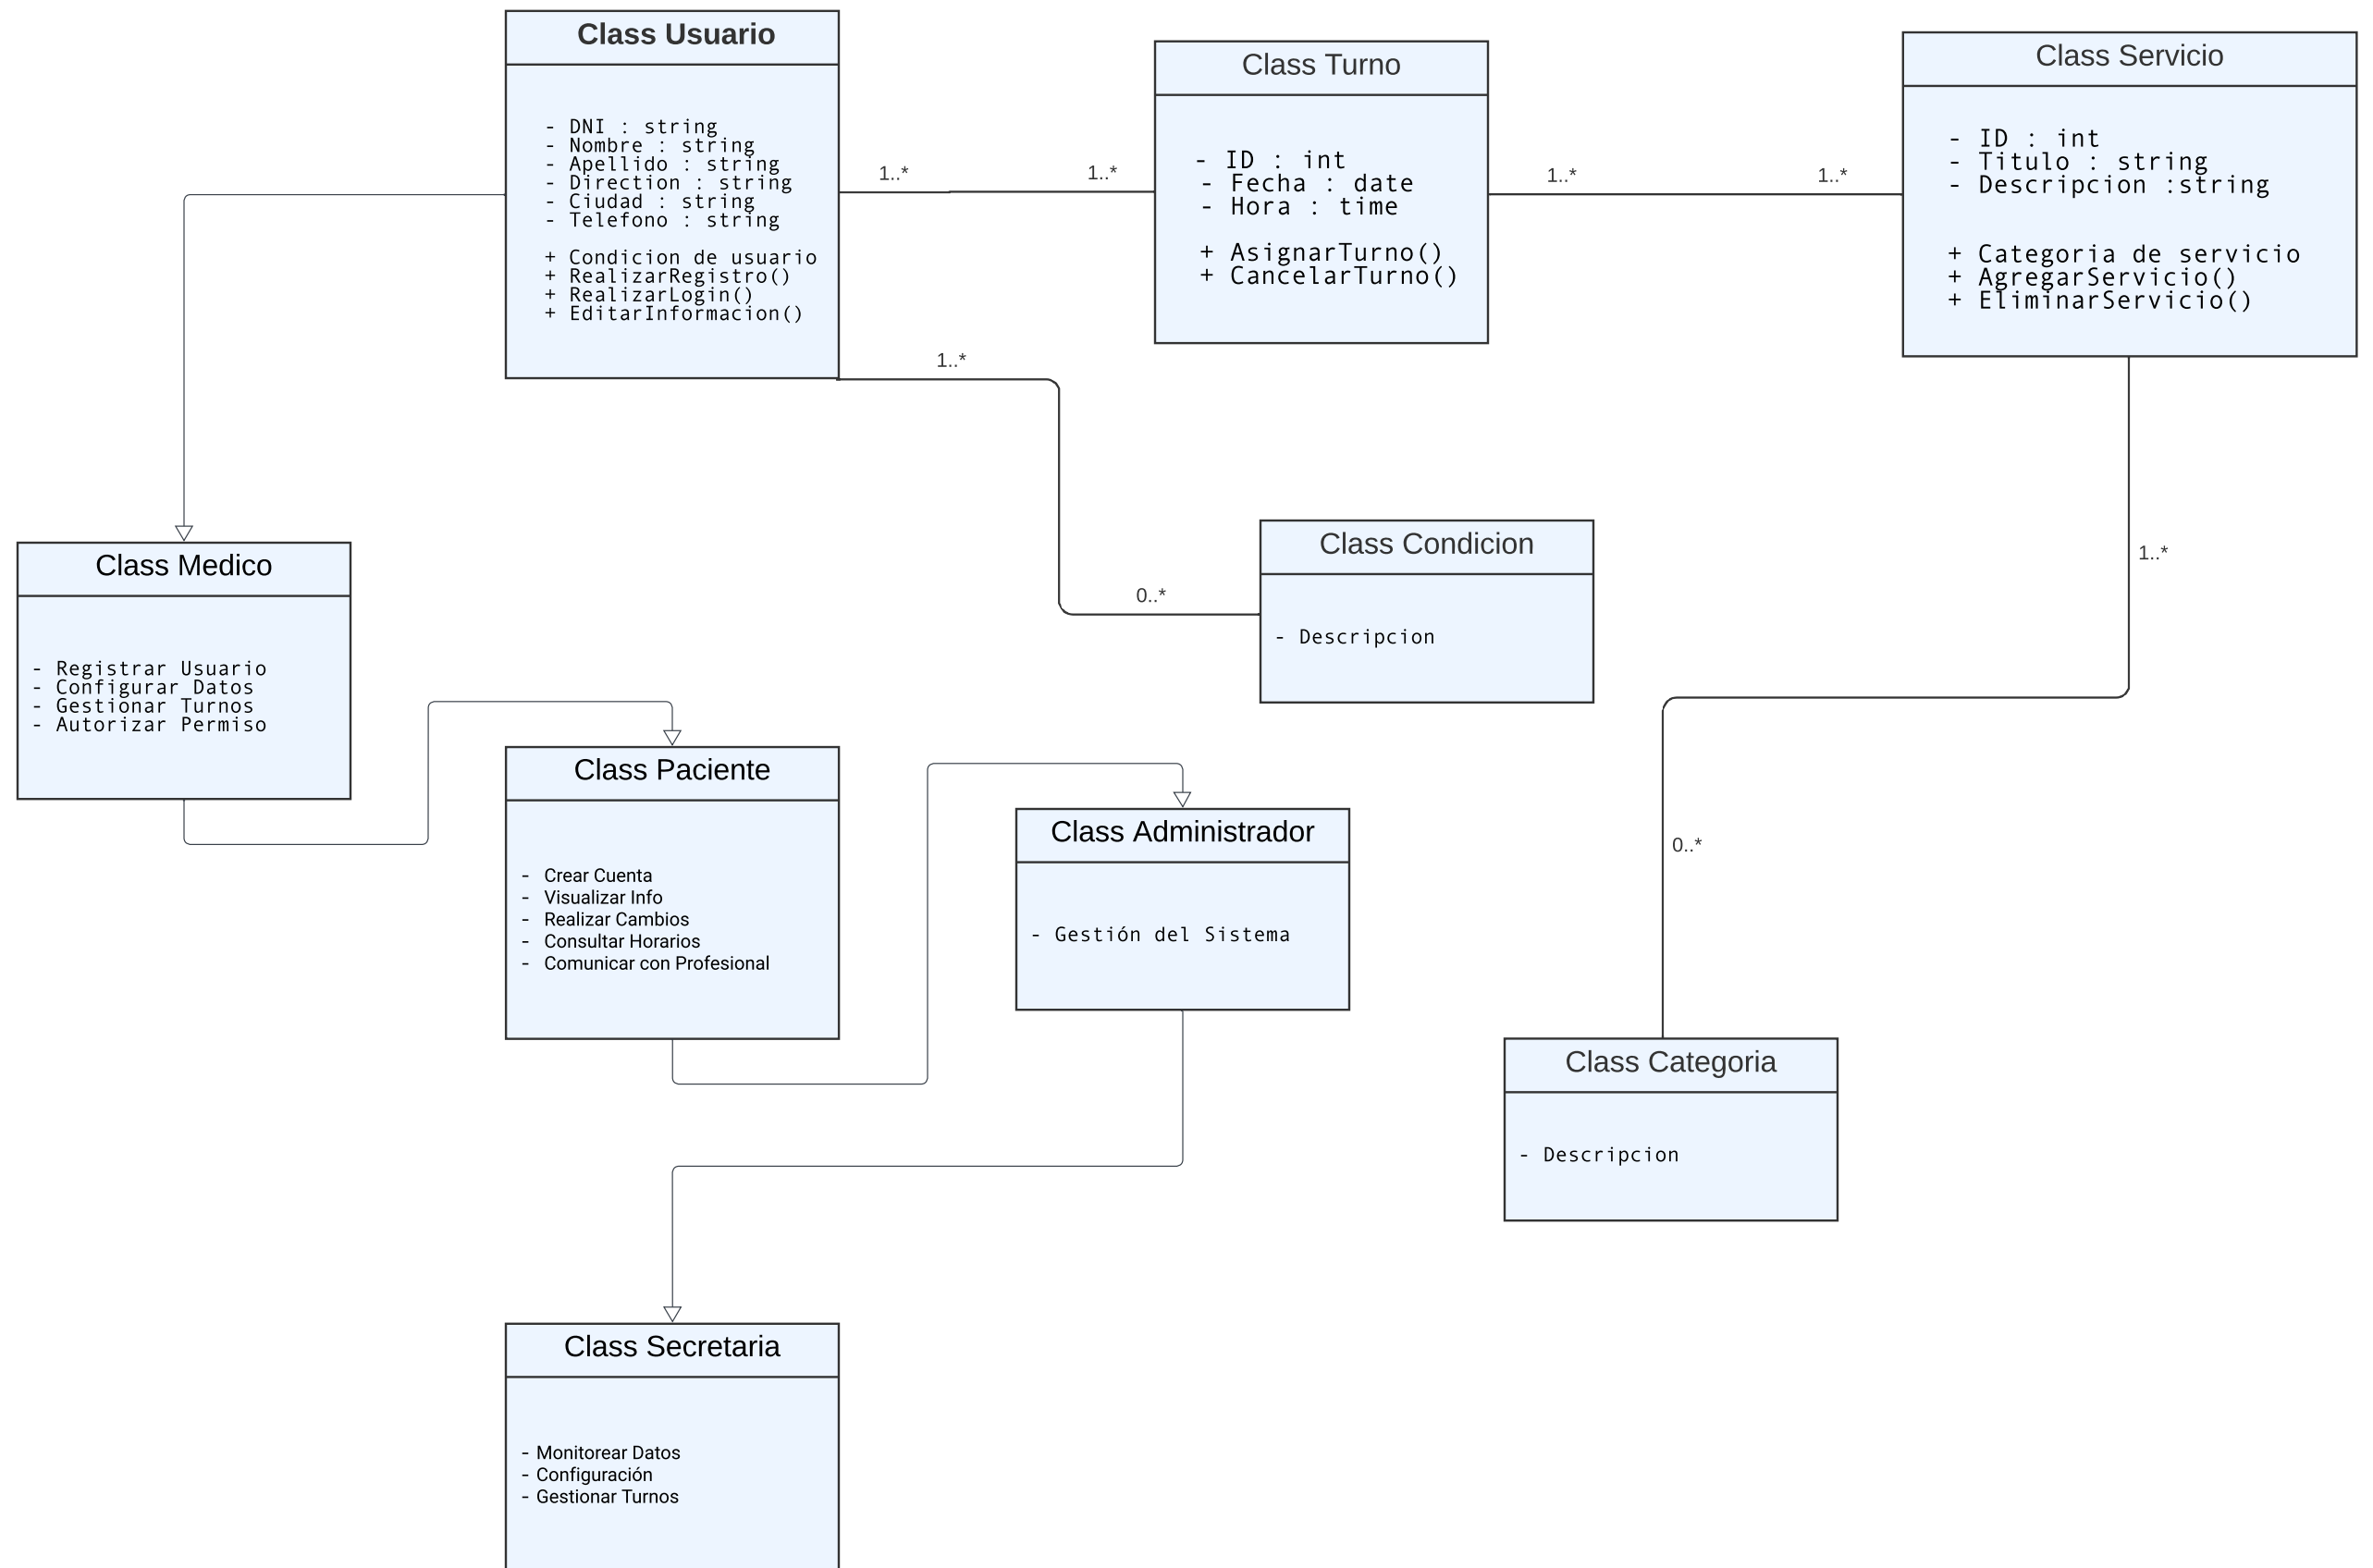 Class Usuario
- DNI : string
- Nombre : string
- Apellido : string
- Direction : string
- Ciudad : string
- Telefono : string
+ Condicion de usuario
+ RealizarRegistro()
+ RealizarLogin()
+ EditarInformacion()
1..*
1..*
Class Turno
- ID : int
- Fecha : date
- Hora : time
+ AsignarTurno()
+ CancelarTurno()
1..*
1..*
Class Servicio
- ID : int
- Titulo : string
- Descripcion :string
+ Categoria de servicio
+ AgregarServicio()
+ EliminarServicio()
1..*
0..*
Class Condicion
- Descripcion
1..*
0..*
Class Medico
- Registrar Usuario
- Configurar Datos
- Gestionar Turnos
- Autorizar Permiso
Class Paciente
- Crear Cuenta
- Visualizar Info
- Realizar Cambios
- Consultar Horarios
- Comunicar con Profesional
Class Administrador
- Gestión del Sistema
Class Categoria
- Descripcion
Class Secretaria
- Monitorear Datos
- Configuración
- Gestionar Turnos